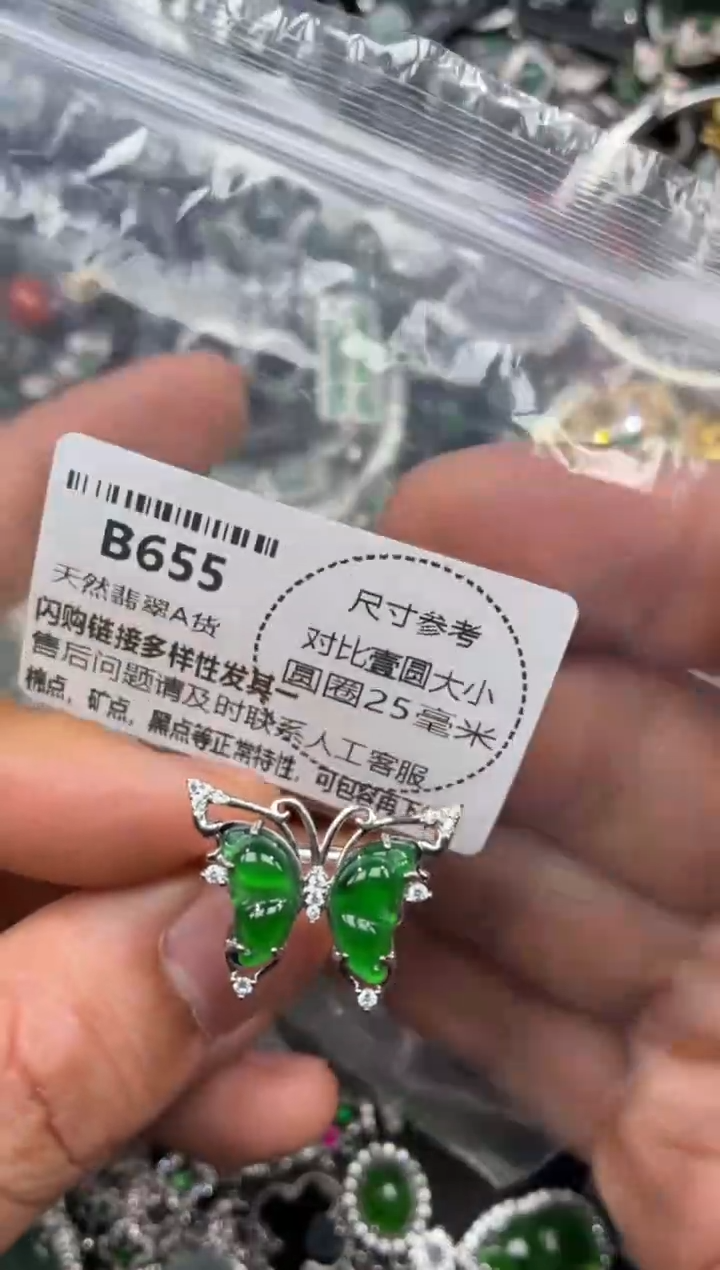 B655
天然翡翠A货
闪购链接多样性发其一
售后问题请及时联系人工客服
棉点，矿点，黑点等正常特性，可包容再下
尺寸参考
对比壹圆大小
圆圈25毫米